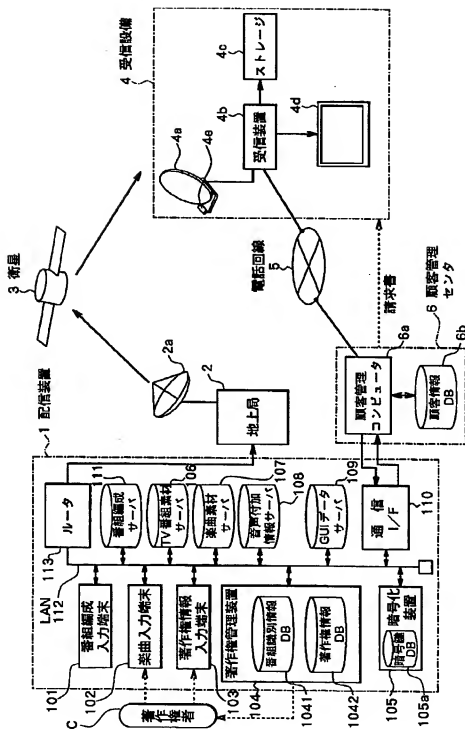 1 配信装置
LAN
112
113
ルータ
101
番組編成
入力端末
102
楽曲入力端末
103
著作権情報
入力端末
C
著作権者
104
著作権管理装置
番組識別情報
DB
1041
著作権情報
DB
1042
105
暗号化
装置
暗号鍵
DB
105a
111
番組編成
サーバ
106
TV番組素材
サーバ
107
楽曲素材
サーバ
108
音声付加
情報サーバ
109
GUIデータ
サーバ
110
通信
I/F
2
地上局
2a
3 衛星
4 受信設備
4a
4e
4b
受信装置
4c
ストレージ
4d
5
電話回線
請求書
6 顧客管理
センタ
6a
顧客管理
コンピュータ
6b
顧客情報
DB